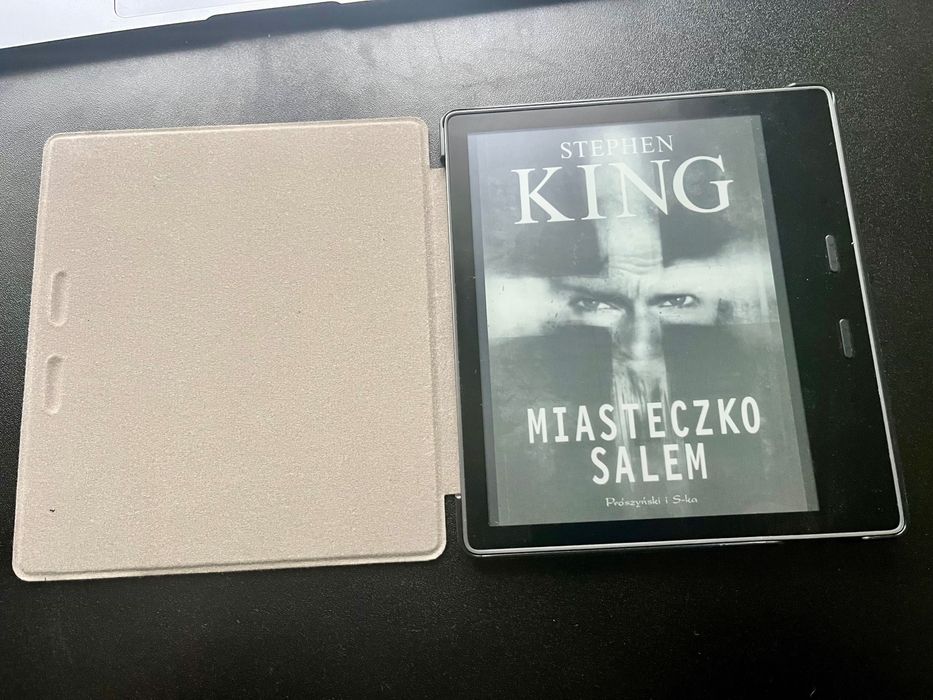 STEPHEN
KING
MIASTECZKO
SALEM
Prószyński i S-ka